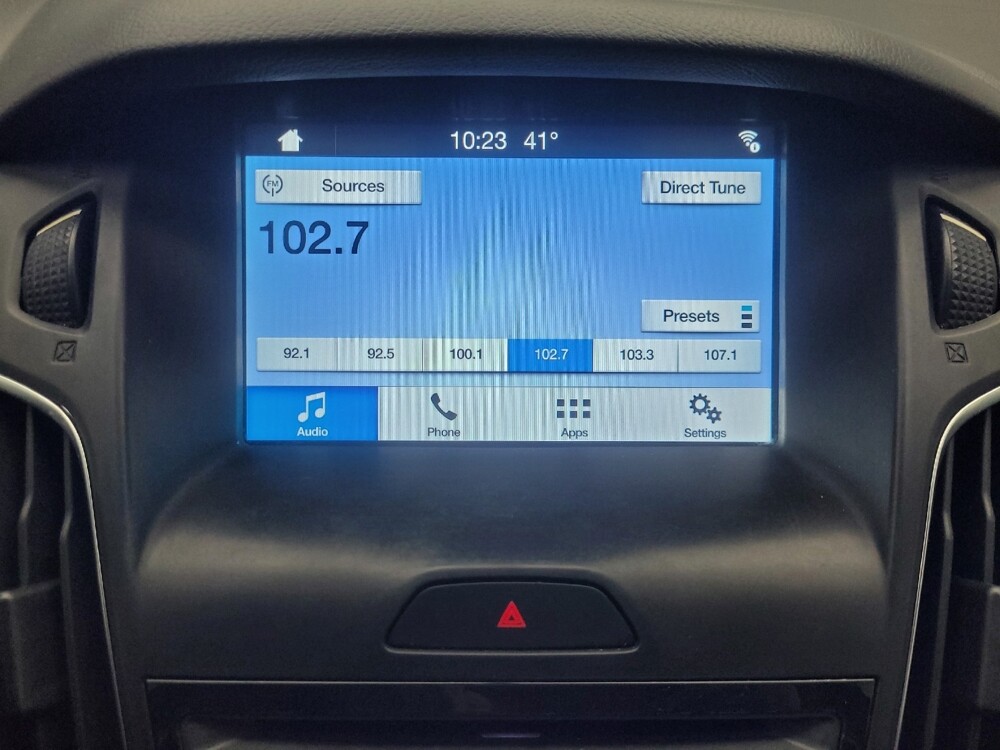 10:23 41°
FM Sources Direct Tune
102.7
Presets
92.1 92.5 100.1 102.7 103.3 107.1
Audio Phone Apps Settings